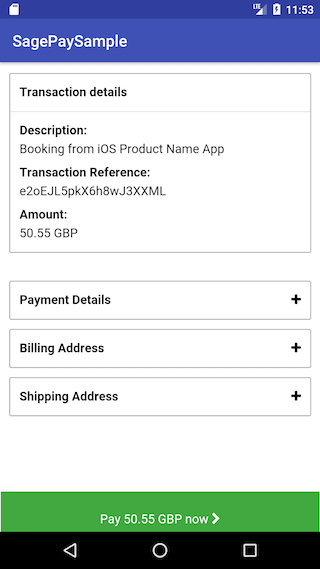 LTE 11:53
SagePaySample
Transaction details
Description:
Booking from iOS Product Name App
Transaction Reference:
e2oEJL5pkX6h8wJ3XXML
Amount:
50.55 GBP
Payment Details +
Billing Address +
Shipping Address +
Pay 50.55 GBP now